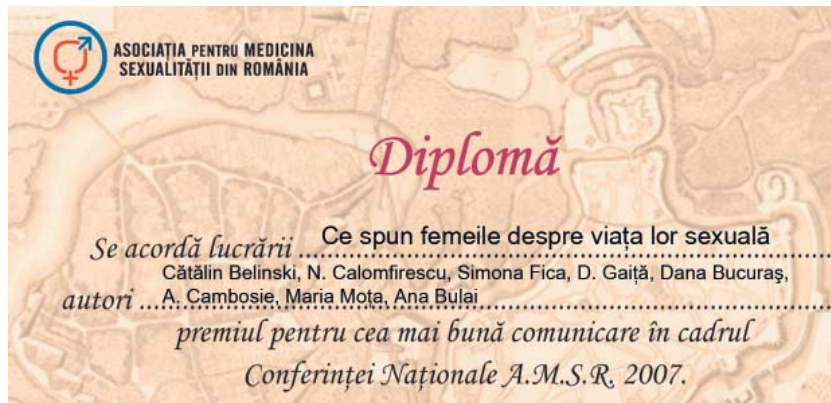 ASOCIAȚIA PENTRU MEDICINA
SEXUALITĂȚII DIN ROMÂNIA
Diplomă
Se acordă lucrării ....Ce spun femeile despre viața lor sexuală
Cătălin Belinski, N. Calomfirescu, Simona Fica, D. Gaiță, Dana Bucuraş,
autori ....A. Cambosie, Maria Moța, Ana Bulai
premiul pentru cea mai bună comunicare în cadrul
Conferinței Naționale A.M.S.R. 2007.